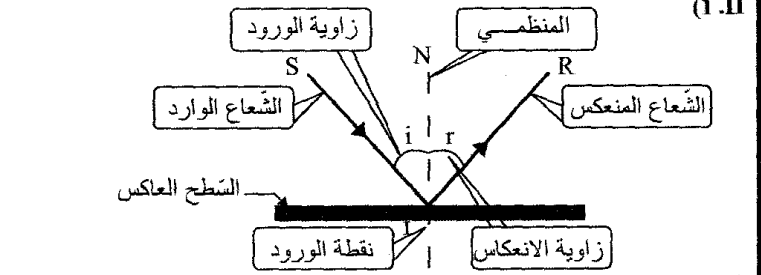 II. 1)
المنظمـــي
زاوية الورود
N
S
R
الشّعاع المنعكس
الشّعاع الوارد
i
r
السّطح العاكس
I
زاوية الانعكاس
نقطة الورود